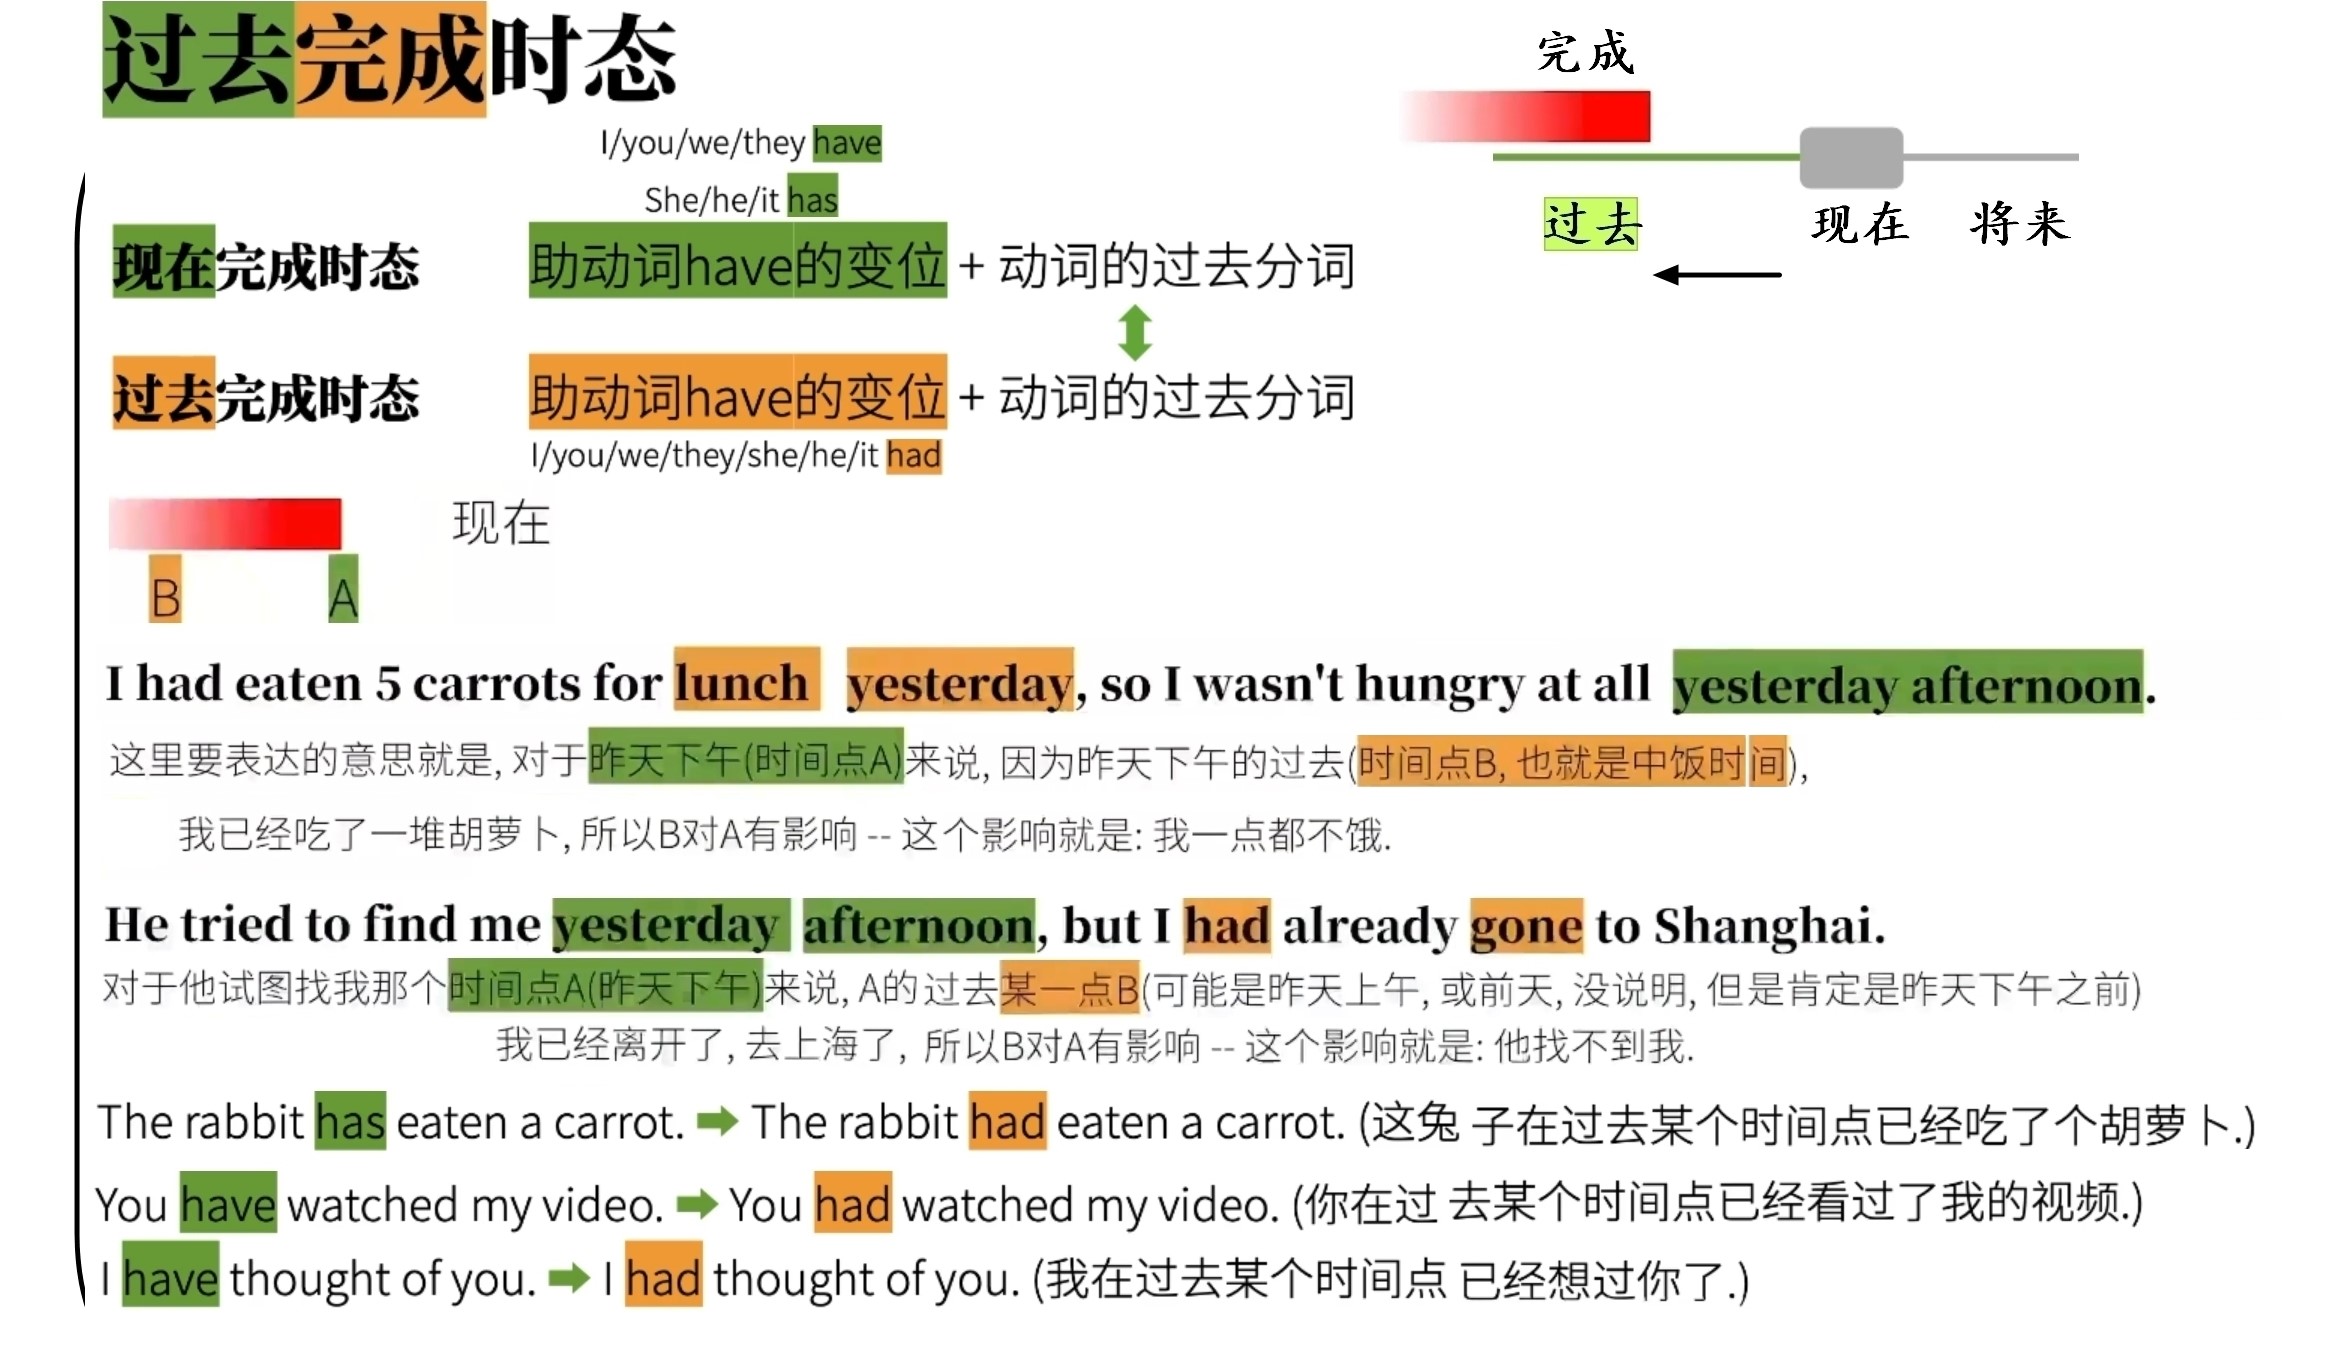 过去完成时态
完成
I/you/we/they have
She/he/it has
过去 现在 将来
现在完成时态 助动词have的变位 + 动词的过去分词
过去完成时态 助动词have的变位 + 动词的过去分词
I/you/we/they/she/he/it had
现在
B A
I had eaten 5 carrots for lunch yesterday, so I wasn't hungry at all yesterday afternoon.
这里要表达的意思就是, 对于昨天下午(时间点A)来说, 因为昨天下午的过去(时间点B, 也就是中饭时间),
我已经吃了一堆胡萝卜, 所以B对A有影响 -- 这个影响就是: 我一点都不饿.
He tried to find me yesterday afternoon, but I had already gone to Shanghai.
对于他试图找我那个时间点A(昨天下午)来说, A的过去某一点B(可能是昨天上午, 或前天, 没说明, 但是肯定是昨天下午之前)
我已经离开了, 去上海了, 所以B对A有影响 -- 这个影响就是: 他找不到我.
The rabbit has eaten a carrot. ➡ The rabbit had eaten a carrot. (这兔子在过去某个时间点已经吃了个胡萝卜.)
You have watched my video. ➡ You had watched my video. (你在过去某个时间点已经看过了我的视频.)
I have thought of you. ➡ I had thought of you. (我在过去某个时间点已经想过你了.)